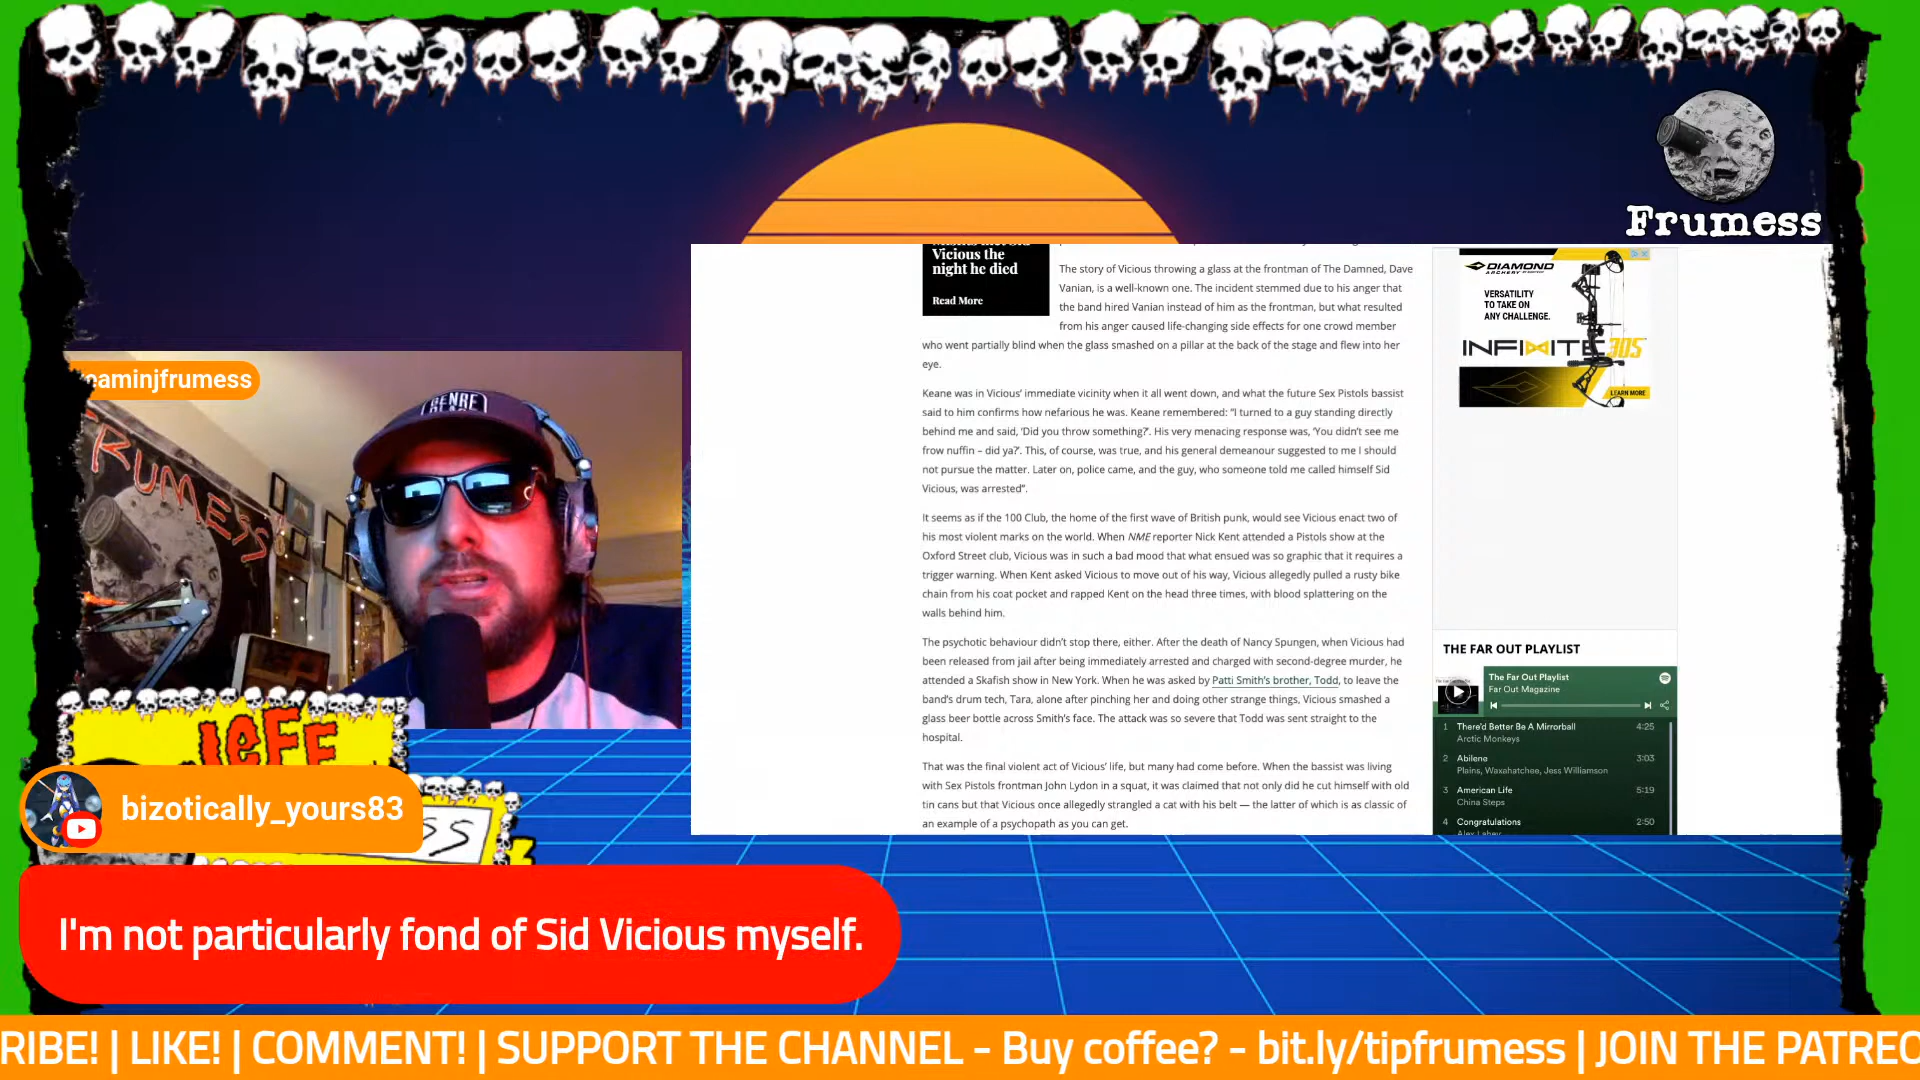 Frumess
Vicious the
night he died
Read More
The story of Vicious throwing a glass at the frontman of The Damned, Dave
Vanian, is a well-known one. The incident stemmed due to his anger that
the band hired Vanian instead of him as the frontman, but what resulted
from his anger caused life-changing side effects for one crowd member
who went partially blind when the glass smashed on a pillar at the back of the stage and flew into her
eye.
Keane was in Vicious' immediate vicinity when it all went down, and what the future Sex Pistols bassist
said to him confirms how nefarious he was. Keane remembered: "I turned to a guy standing directly
behind me and said, 'Did you throw something?'. His very menacing response was, 'You didn't see me
frow nuffin – did ya?'. This, of course, was true, and his general demeanour suggested to me I should
not pursue the matter. Later on, police came, and the guy, who someone told me called himself Sid
Vicious, was arrested".
It seems as if the 100 Club, the home of the first wave of British punk, would see Vicious enact two of
his most violent marks on the world. When NME reporter Nick Kent attended a Pistols show at the
Oxford Street club, Vicious was in such a bad mood that what ensued was so graphic that it requires a
trigger warning. When Kent asked Vicious to move out of his way, Vicious allegedly pulled a rusty bike
chain from his coat pocket and rapped Kent on the head three times, with blood splattering on the
walls behind him.
The psychotic behaviour didn't stop there, either. After the death of Nancy Spungen, when Vicious had
been released from jail after being immediately arrested and charged with second-degree murder, he
attended a Skafish show in New York. When he was asked by Patti Smith's brother, Todd, to leave the
band's drum tech, Tara, alone after pinching her and doing other strange things, Vicious smashed a
glass beer bottle across Smith's face. The attack was so severe that Todd was sent straight to the
hospital.
That was the final violent act of Vicious' life, but many had come before. When the bassist was living
with Sex Pistols frontman John Lydon in a squat, it was claimed that not only did he cut himself with old
tin cans but that Vicious once allegedly strangled a cat with his belt — the latter of which is as classic of
an example of a psychopath as you can get.
DIAMOND
ARCHERY
VERSATILITY
TO TAKE ON
ANY CHALLENGE.
INFINITE 305
LEARN MORE
THE FAR OUT PLAYLIST
The Far Out Playlist
Far Out Magazine
1 There'd Better Be A Mirrorball 4:25
Arctic Monkeys
2 Abilene 3:03
Plains, Waxahatchee, Jess Williamson
3 American Life 5:19
China Steps
4 Congratulations 2:50
Alex Lahey
eaminjfrumess
GENRE
RUMESS
JEFF
bizotically_yours83
I'm not particularly fond of Sid Vicious myself.
RIBE! | LIKE! | COMMENT! | SUPPORT THE CHANNEL - Buy coffee? - bit.ly/tipfrumess | JOIN THE PATREO